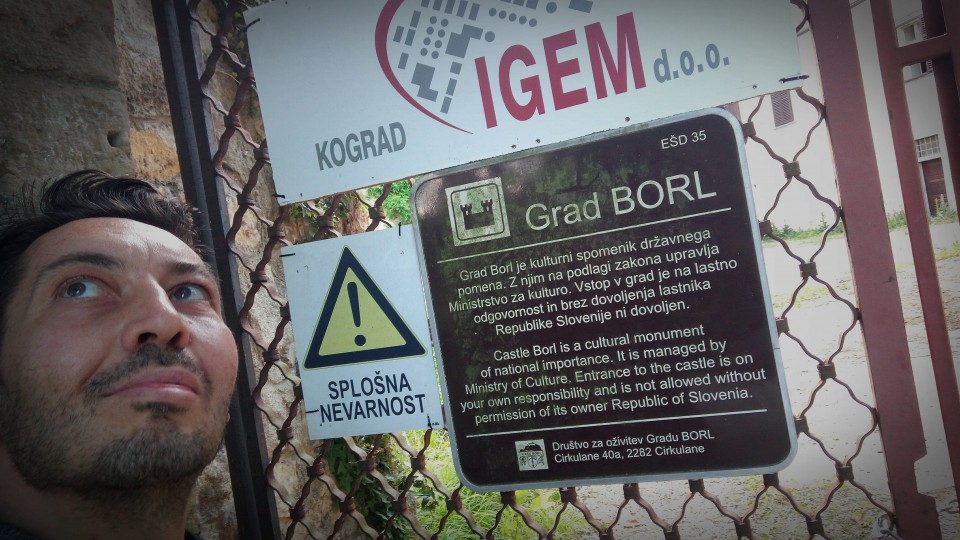 IGEM d.o.o.
KOGRAD
EŠD 35
Grad BORL
Grad Borl je kulturni spomenik državnega
pomena. Z njim na podlagi zakona upravlja
Ministrstvo za kulturo. Vstop v grad je na lastno
odgovornost in brez dovoljenja lastnika
Republike Slovenije ni dovoljen.
Castle Borl is a cultural monument
of national importance. It is managed by
Ministry of Culture. Entrance to the castle is on
your own responsibility and is not allowed without
permission of its owner Republic of Slovenia.
Društvo za oživitev Gradu BORL
Cirkulane 40a, 2282 Cirkulane
!
SPLOŠNA
NEVARNOST